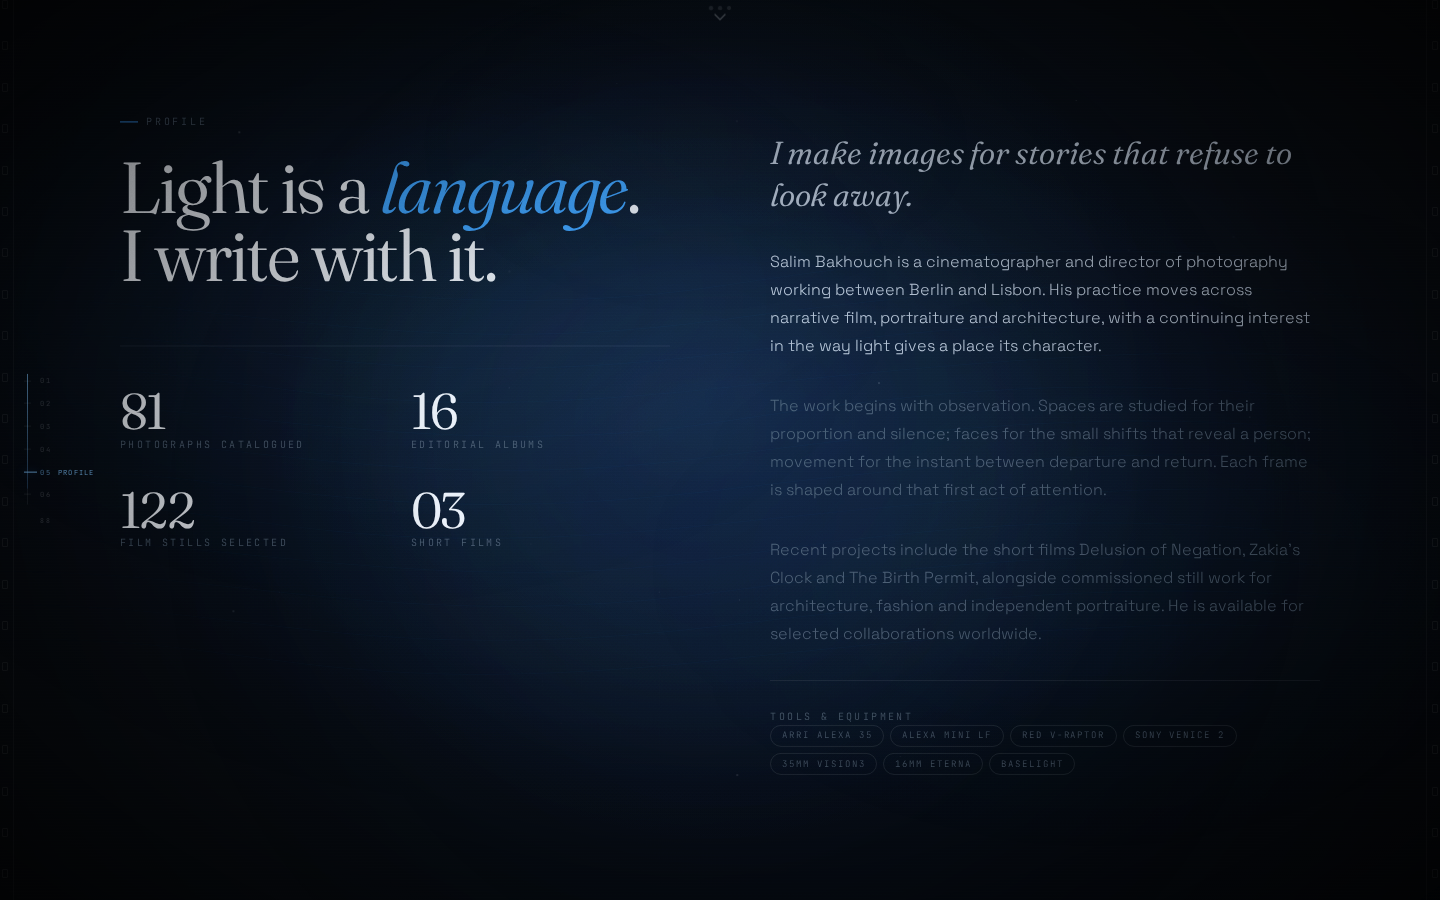 PROFILE
Light is a language.
I write with it.
81
PHOTOGRAPHS CATALOGUED
16
EDITORIAL ALBUMS
122
FILM STILLS SELECTED
03
SHORT FILMS
01
02
03
04
05 PROFILE
06
08
I make images for stories that refuse to
look away.
Salim Bakhouch is a cinematographer and director of photography
working between Berlin and Lisbon. His practice moves across
narrative film, portraiture and architecture, with a continuing interest
in the way light gives a place its character.
The work begins with observation. Spaces are studied for their
proportion and silence; faces for the small shifts that reveal a person;
movement for the instant between departure and return. Each frame
is shaped around that first act of attention.
Recent projects include the short films Delusion of Negation, Zakia's
Clock and The Birth Permit, alongside commissioned still work for
architecture, fashion and independent portraiture. He is available for
selected collaborations worldwide.
TOOLS & EQUIPMENT
ARRI ALEXA 35
ALEXA MINI LF
RED V-RAPTOR
SONY VENICE 2
35MM VISION3
16MM ETERNA
BASELIGHT